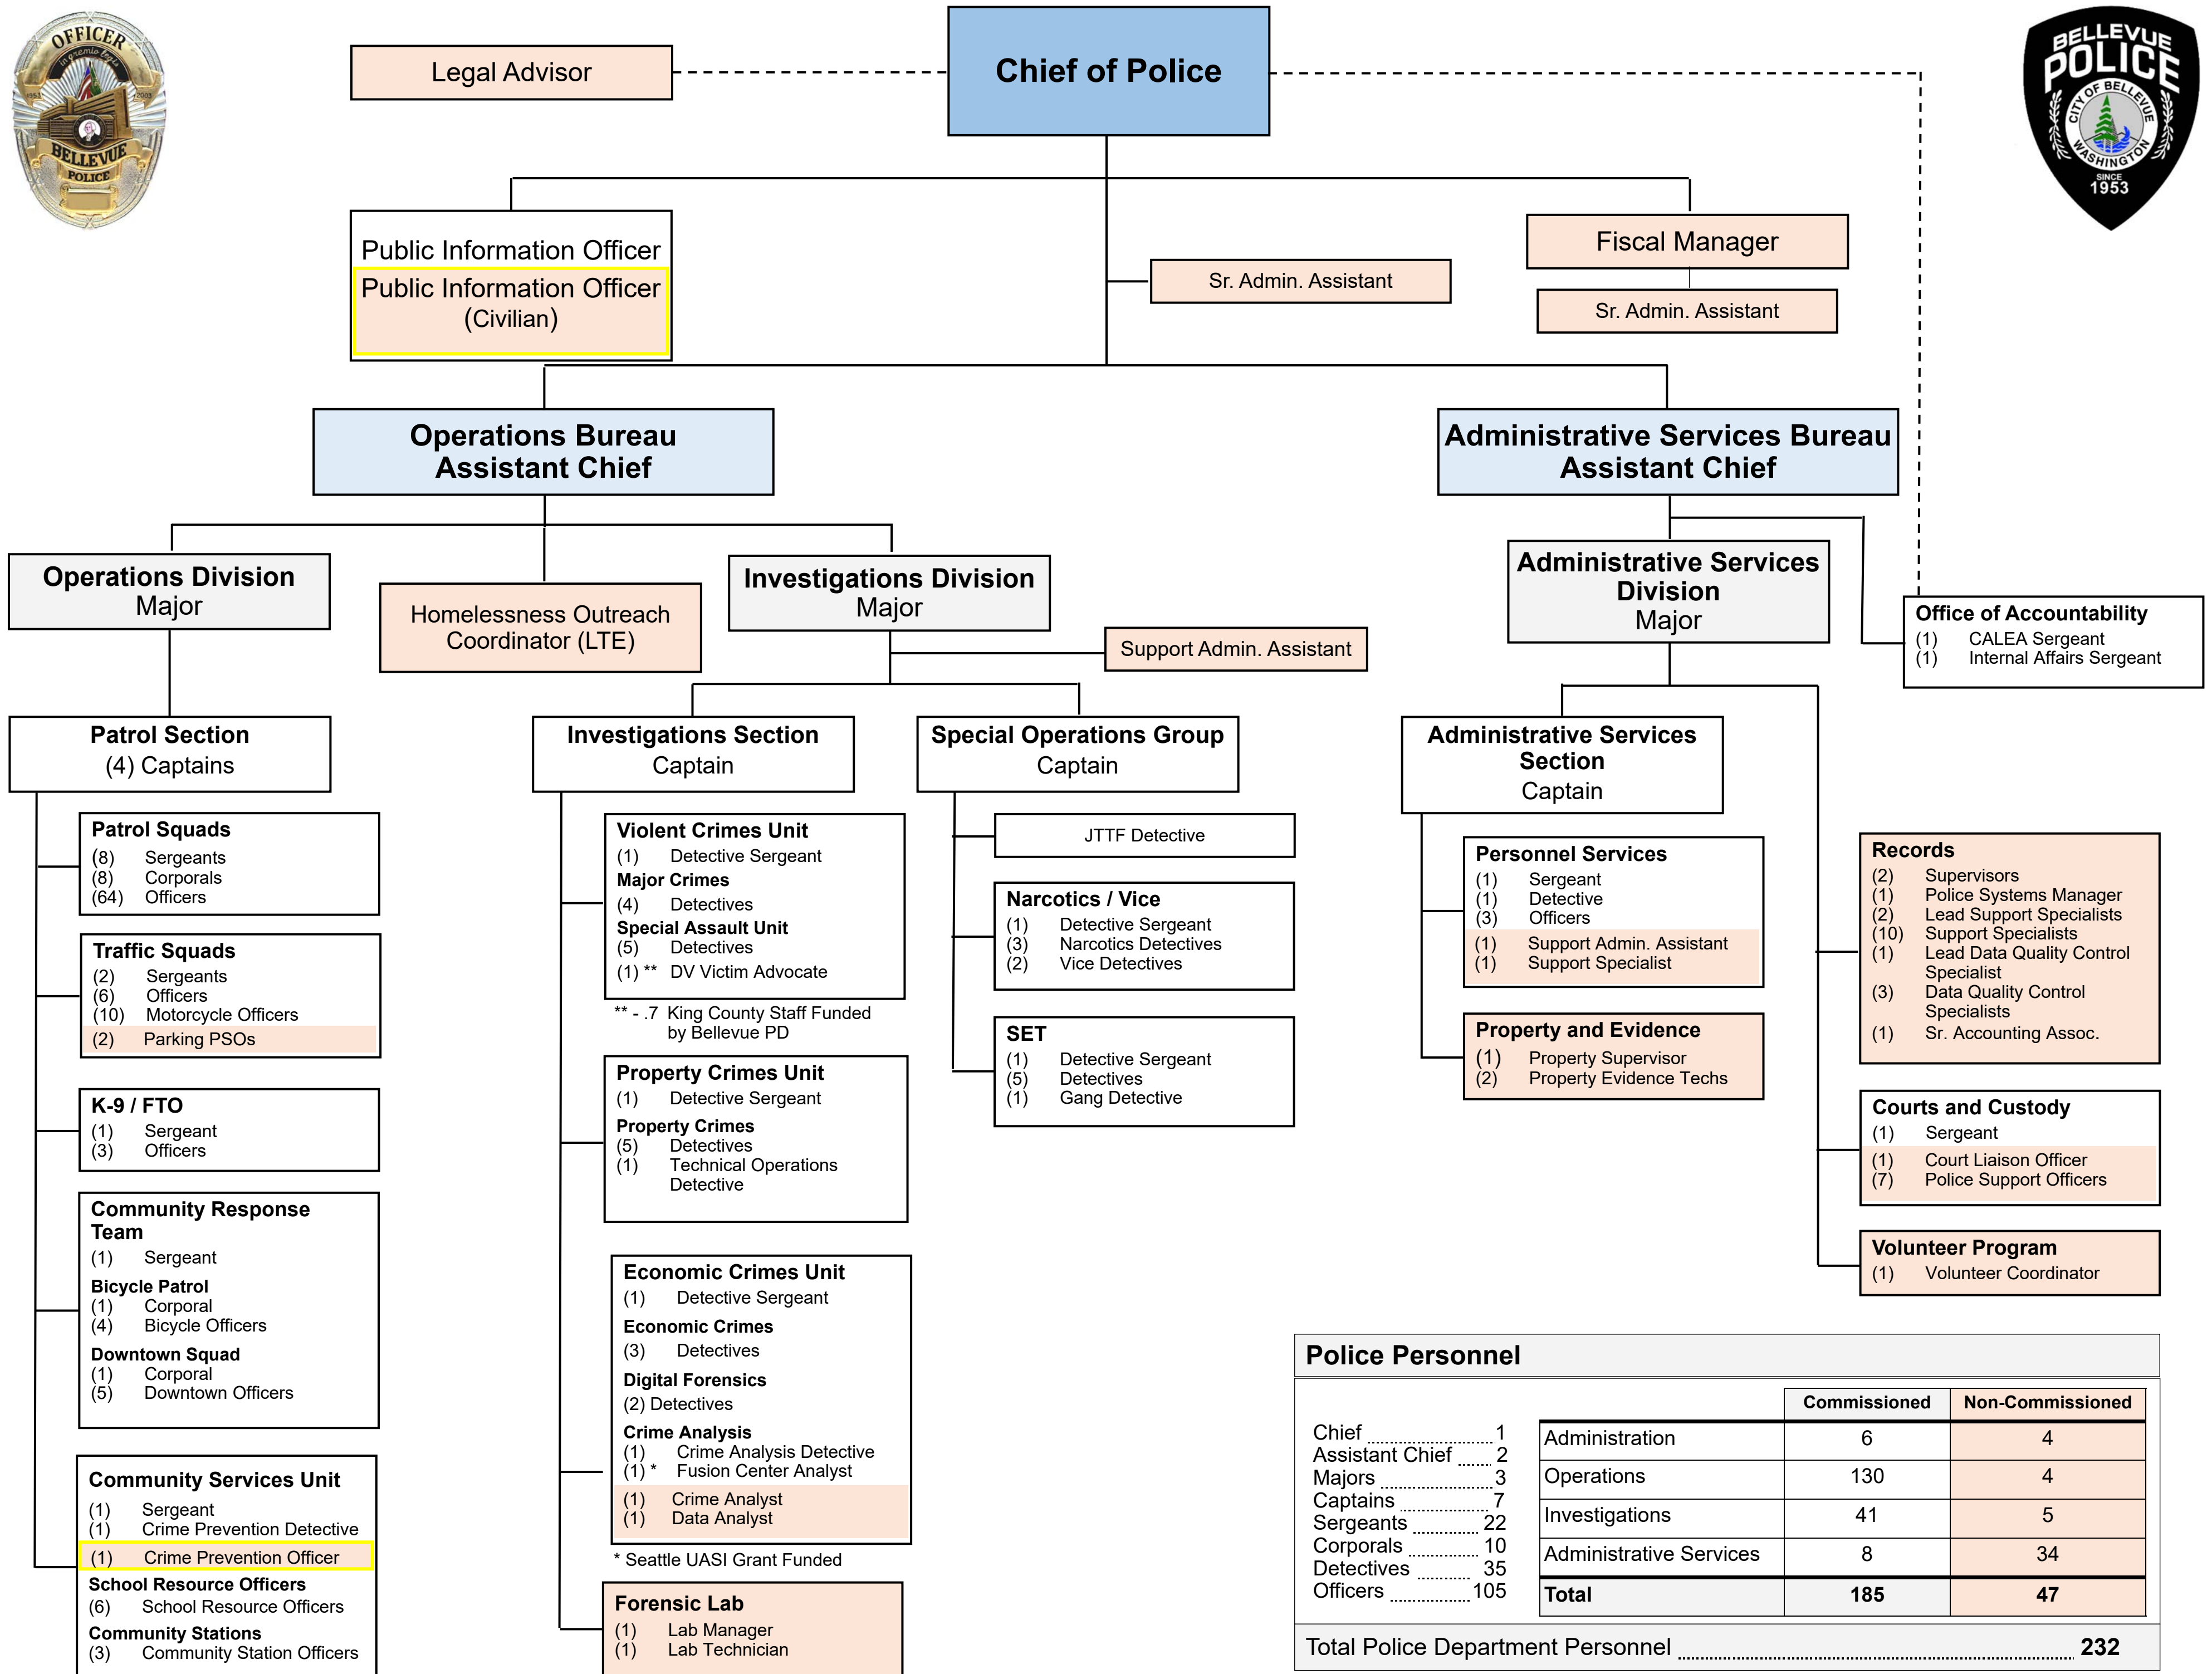 OFFICER
in gremio legis
1953
2003
BELLEVUE
POLICE
Legal Advisor
Chief of Police
BELLEVUE
POLICE
CITY OF BELLEVUE
WASHINGTON
SINCE
1953
Public Information Officer
Public Information Officer
(Civilian)
Sr. Admin. Assistant
Fiscal Manager
Sr. Admin. Assistant
Operations Bureau
Assistant Chief
Administrative Services Bureau
Assistant Chief
Operations Division
Major
Homelessness Outreach
Coordinator (LTE)
Investigations Division
Major
Support Admin. Assistant
Administrative Services
Division
Major
Office of Accountability
(1) CALEA Sergeant
(1) Internal Affairs Sergeant
Patrol Section
(4) Captains
Patrol Squads
(8) Sergeants
(8) Corporals
(64) Officers
Traffic Squads
(2) Sergeants
(6) Officers
(10) Motorcycle Officers
(2) Parking PSOs
K-9 / FTO
(1) Sergeant
(3) Officers
Community Response
Team
(1) Sergeant
Bicycle Patrol
(1) Corporal
(4) Bicycle Officers
Downtown Squad
(1) Corporal
(5) Downtown Officers
Community Services Unit
(1) Sergeant
(1) Crime Prevention Detective
(1) Crime Prevention Officer
School Resource Officers
(6) School Resource Officers
Community Stations
(3) Community Station Officers
Investigations Section
Captain
Violent Crimes Unit
(1) Detective Sergeant
Major Crimes
(4) Detectives
Special Assault Unit
(5) Detectives
(1) ** DV Victim Advocate
** - .7 King County Staff Funded
by Bellevue PD
Property Crimes Unit
(1) Detective Sergeant
Property Crimes
(5) Detectives
(1) Technical Operations
Detective
Economic Crimes Unit
(1) Detective Sergeant
Economic Crimes
(3) Detectives
Digital Forensics
(2) Detectives
Crime Analysis
(1) Crime Analysis Detective
(1) * Fusion Center Analyst
(1) Crime Analyst
(1) Data Analyst
* Seattle UASI Grant Funded
Forensic Lab
(1) Lab Manager
(1) Lab Technician
Special Operations Group
Captain
JTTF Detective
Narcotics / Vice
(1) Detective Sergeant
(3) Narcotics Detectives
(2) Vice Detectives
SET
(1) Detective Sergeant
(5) Detectives
(1) Gang Detective
Administrative Services
Section
Captain
Personnel Services
(1) Sergeant
(1) Detective
(3) Officers
(1) Support Admin. Assistant
(1) Support Specialist
Property and Evidence
(1) Property Supervisor
(2) Property Evidence Techs
Records
(2) Supervisors
(1) Police Systems Manager
(2) Lead Support Specialists
(10) Support Specialists
(1) Lead Data Quality Control
Specialist
(3) Data Quality Control
Specialists
(1) Sr. Accounting Assoc.
Courts and Custody
(1) Sergeant
(1) Court Liaison Officer
(7) Police Support Officers
Volunteer Program
(1) Volunteer Coordinator
Police Personnel
Chief 1
Assistant Chief 2
Majors 3
Captains 7
Sergeants 22
Corporals 10
Detectives 35
Officers 105
Commissioned Non-Commissioned
Administration 6 4
Operations 130 4
Investigations 41 5
Administrative Services 8 34
Total 185 47
Total Police Department Personnel 232